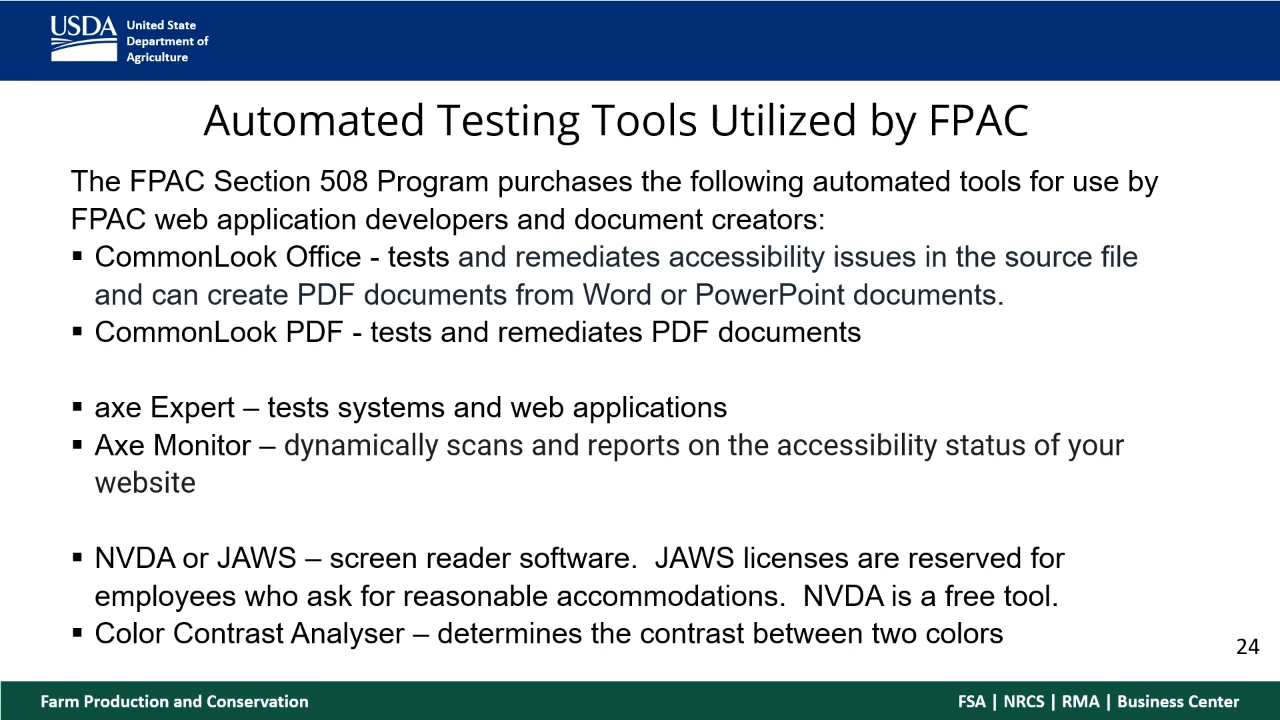 USDA
United State
Department of
Agriculture
Automated Testing Tools Utilized by FPAC
The FPAC Section 508 Program purchases the following automated tools for use by
FPAC web application developers and document creators:
▪ CommonLook Office - tests and remediates accessibility issues in the source file
and can create PDF documents from Word or PowerPoint documents.
▪ CommonLook PDF - tests and remediates PDF documents
▪ axe Expert – tests systems and web applications
▪ Axe Monitor – dynamically scans and reports on the accessibility status of your
website
▪ NVDA or JAWS – screen reader software.  JAWS licenses are reserved for
employees who ask for reasonable accommodations.  NVDA is a free tool.
▪ Color Contrast Analyser – determines the contrast between two colors
24
Farm Production and Conservation
FSA | NRCS | RMA | Business Center